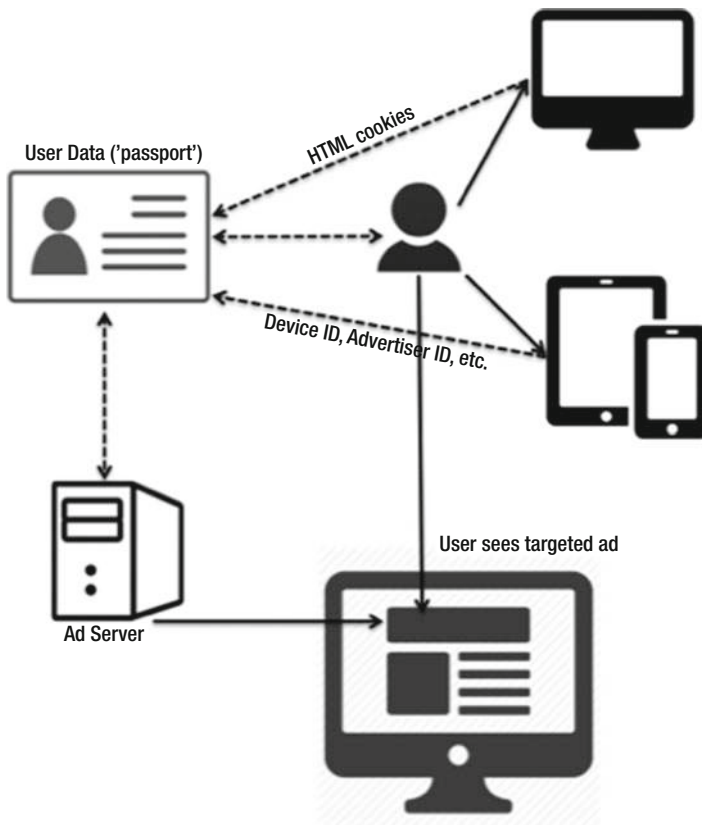 HTML cookies
User Data ('passport')
Device ID, Advertiser ID, etc.
User sees targeted ad
Ad Server